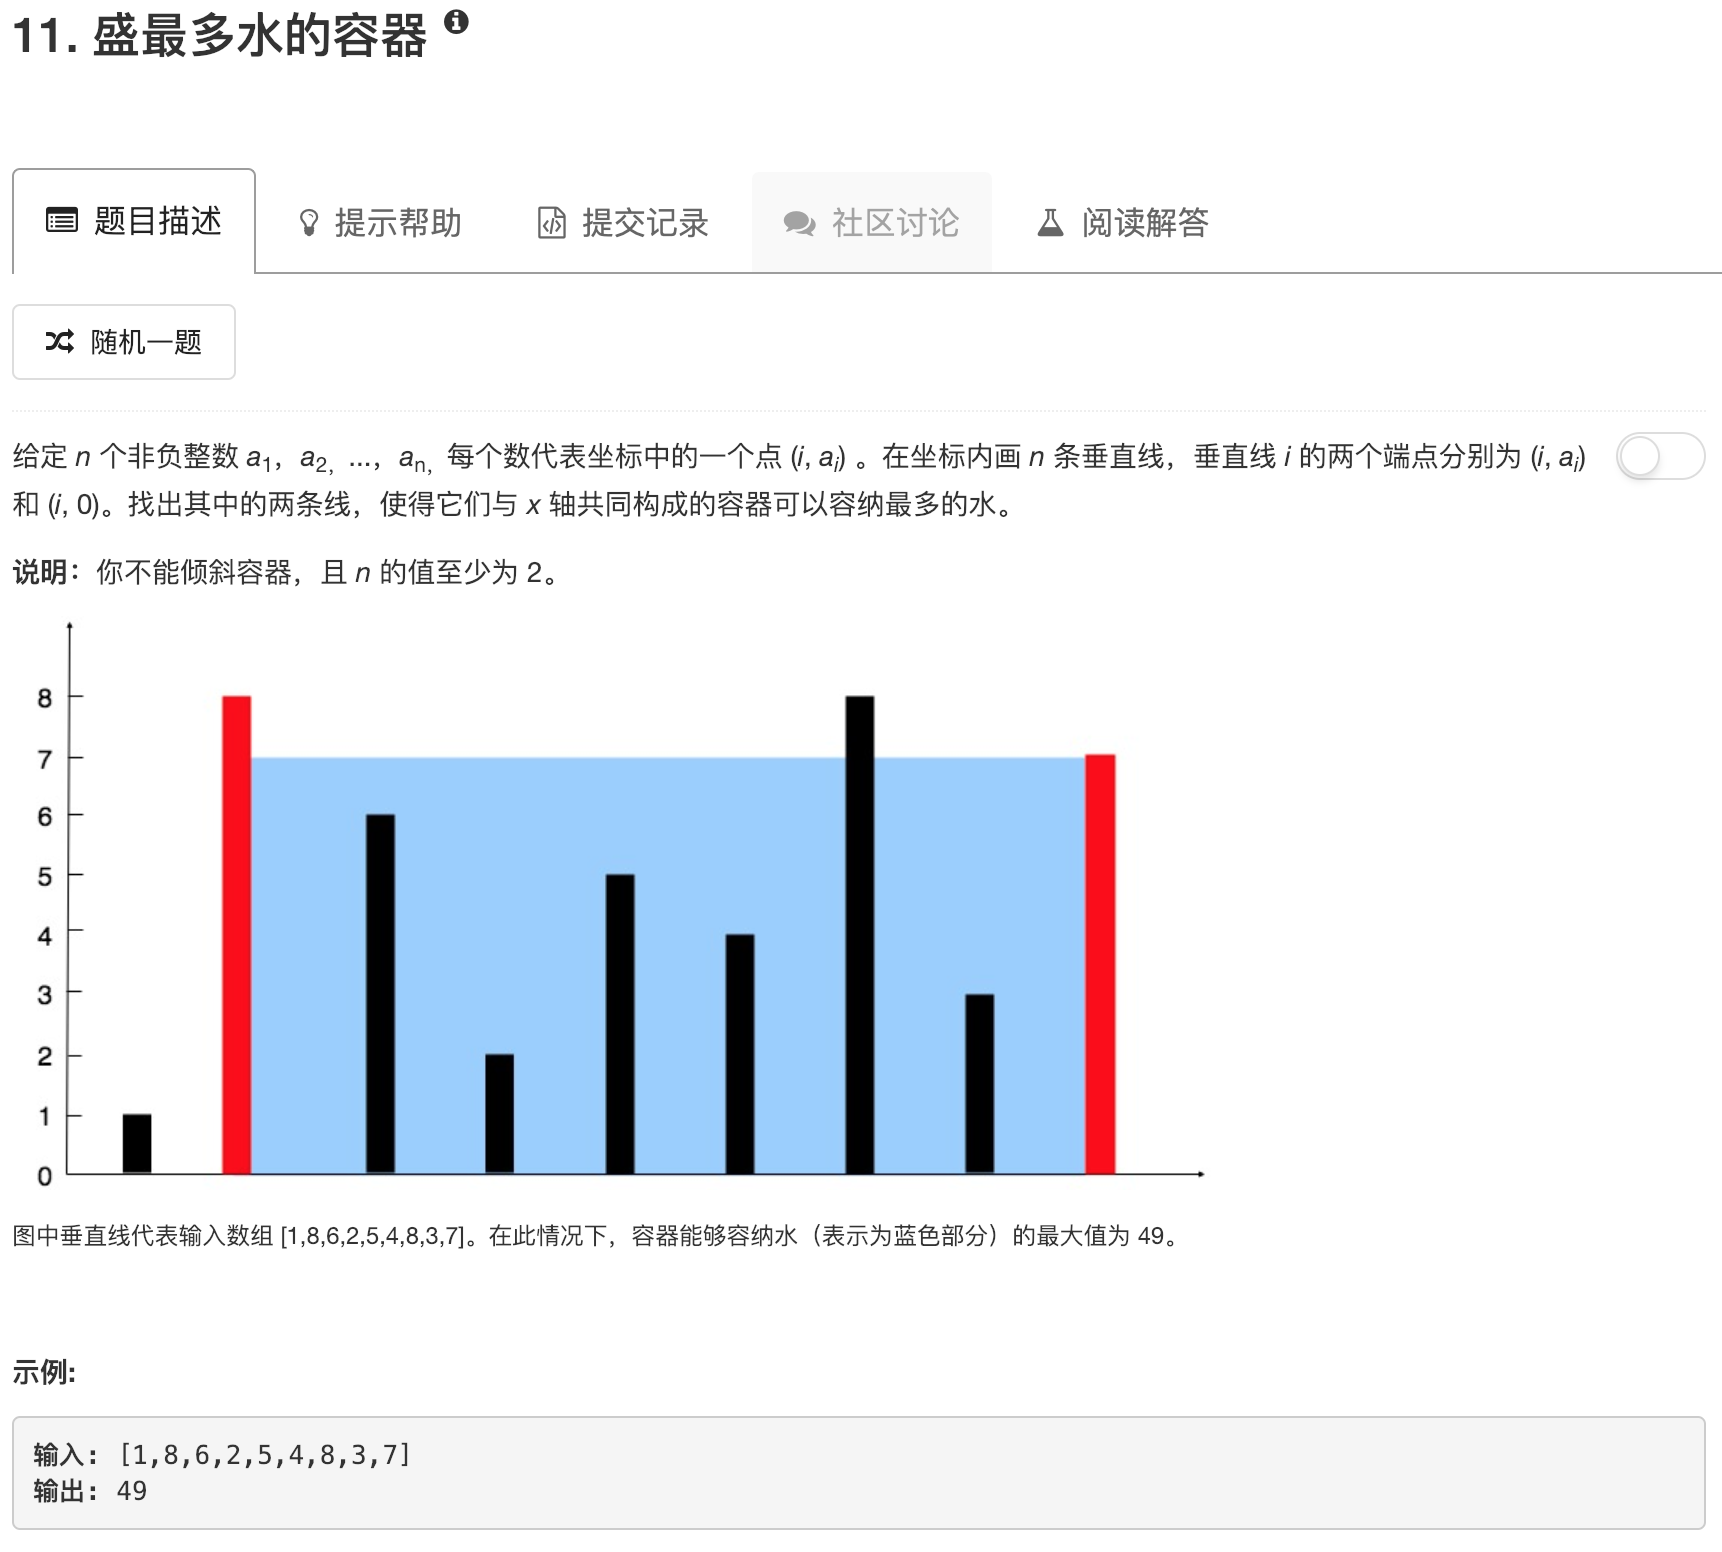 11. 盛最多水的容器
题目描述
提示帮助
提交记录
社区讨论
阅读解答
随机一题
给定 n 个非负整数 a1，a2，...，an，每个数代表坐标中的一个点 (i, ai) 。在坐标内画 n 条垂直线，垂直线 i 的两个端点分别为 (i, ai)
和 (i, 0)。找出其中的两条线，使得它们与 x 轴共同构成的容器可以容纳最多的水。
说明：你不能倾斜容器，且 n 的值至少为 2。
8
7
6
5
4
3
2
1
0
图中垂直线代表输入数组 [1,8,6,2,5,4,8,3,7]。在此情况下，容器能够容纳水（表示为蓝色部分）的最大值为 49。
示例:
输入: [1,8,6,2,5,4,8,3,7]
输出: 49